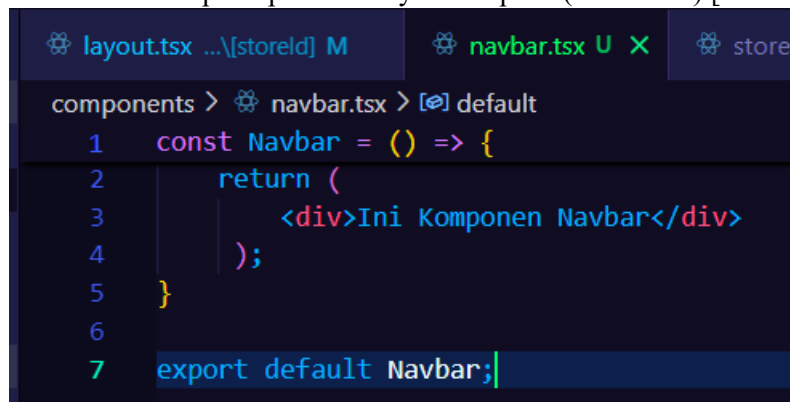 layout.tsx ...\[storeId] M navbar.tsx U × store
components > navbar.tsx > default
1 const Navbar = () => {
2 return (
3 <div>Ini Komponen Navbar</div>
4 );
5 }
6
7 export default Navbar;